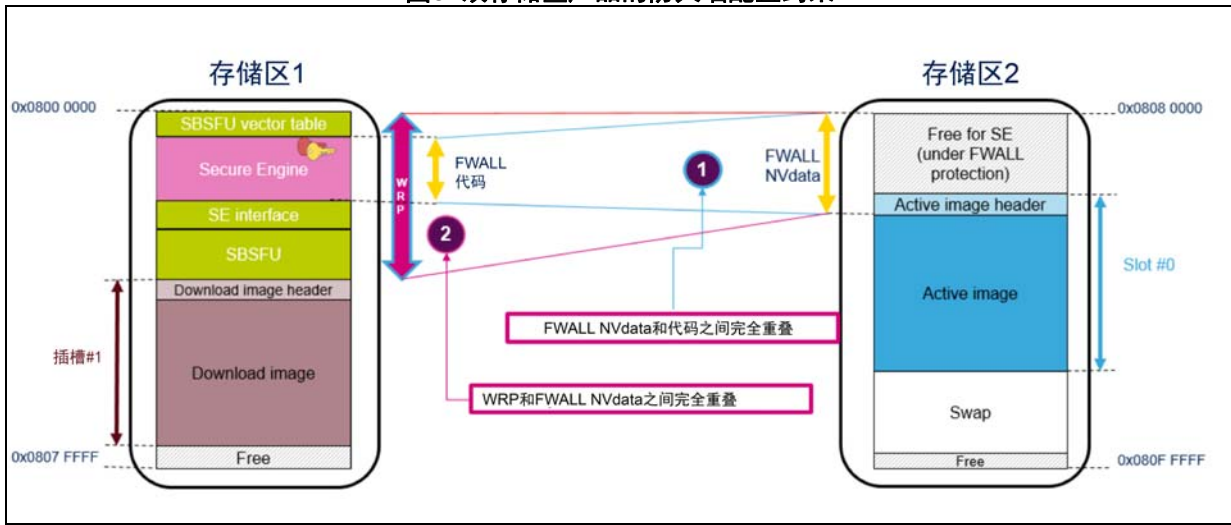 存储区1
存储区2
0x0800 0000
SBSFU vector table
Secure Engine
SE interface
SBSFU
Download image header
Download image
Free
0x0807 FFFF
插槽#1
WRP
FWALL
代码
1
2
FWALL NVdata和代码之间完全重叠
WRP和FWALL NVdata之间完全重叠
FWALL
NVdata
0x0808 0000
Free for SE
(under FWALL
protection)
Active image header
Active image
Slot #0
Swap
Free
0x080F FFFF